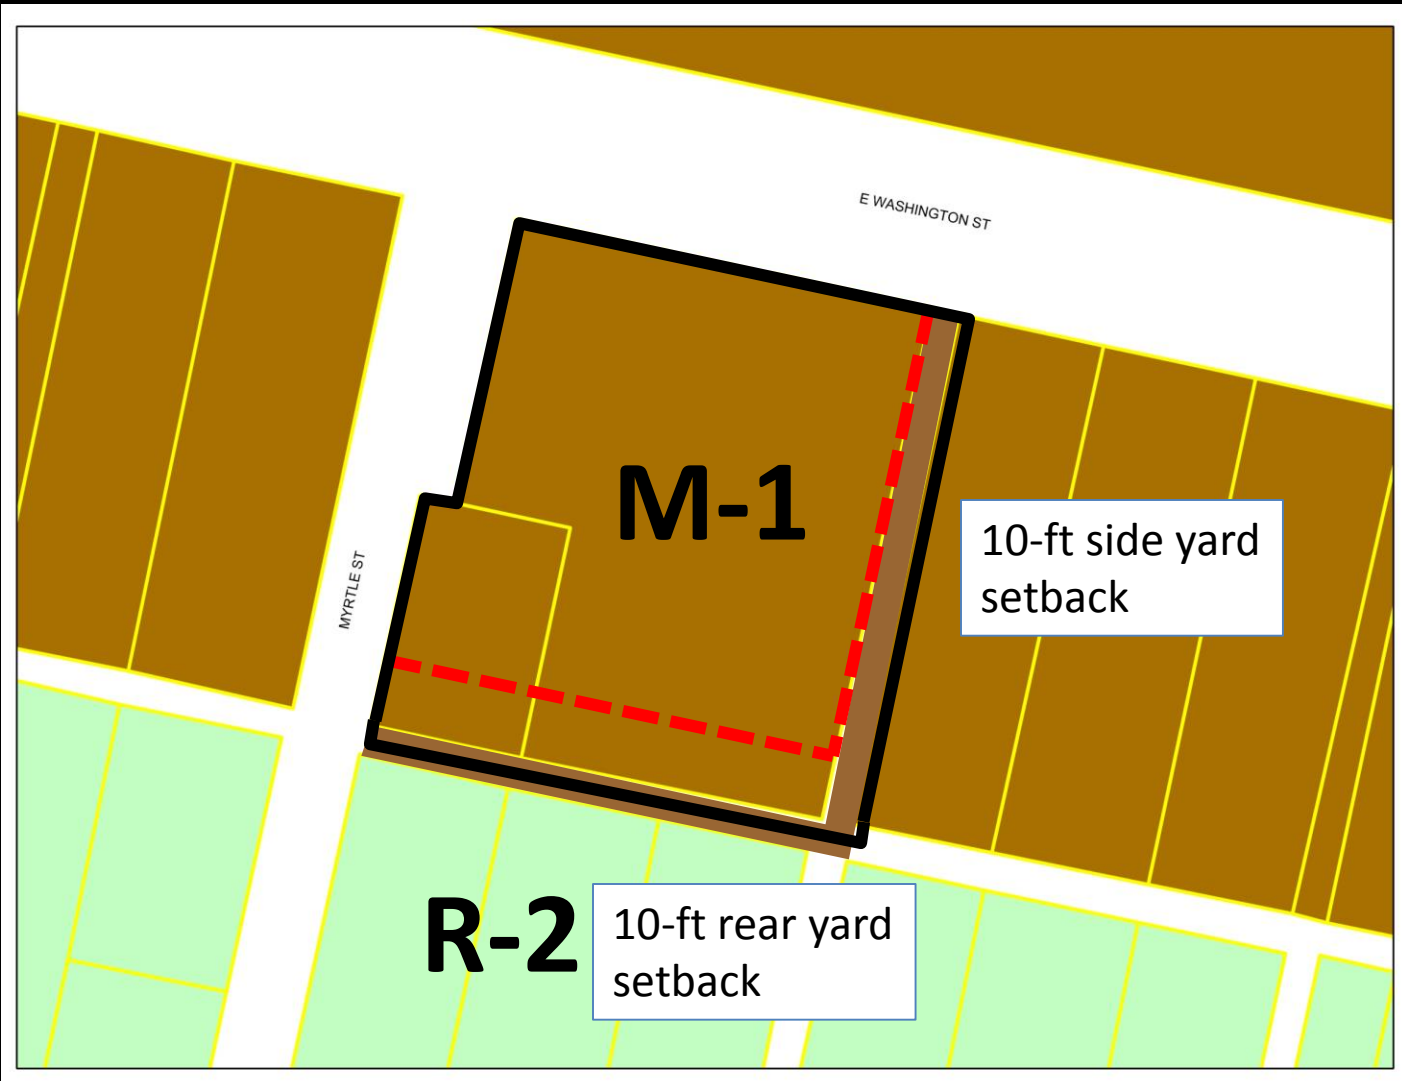 E WASHINGTON ST
M-1
10-ft side yard
setback
MYRTLE ST
R-2
10-ft rear yard
setback